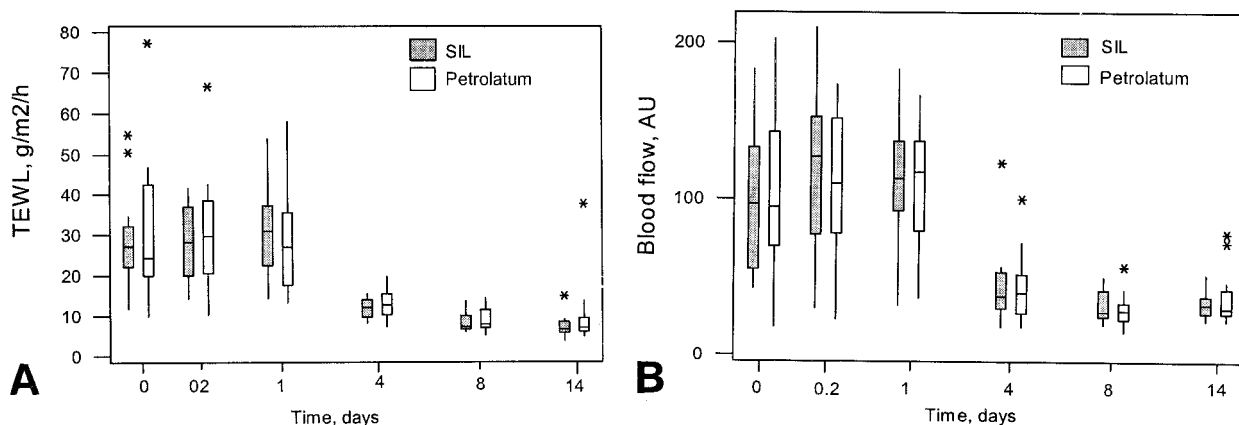 80
70
60
50
40
30
20
10
0
TEWL, g/m2/h
SIL
Petrolatum
0 02 1 4 8 14
Time, days
A
200
100
0
Blood flow, AU
SIL
Petrolatum
0 0.2 1 4 8 14
Time, days
B